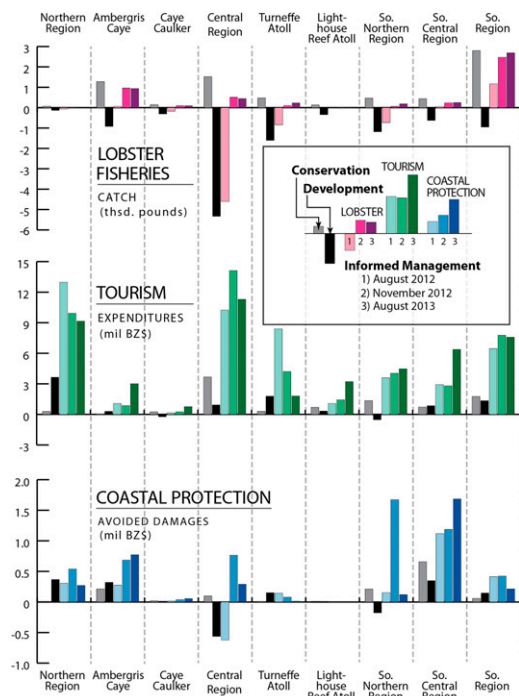 Northern Region
Ambergris Caye
Caye Caulker
Central Region
Turneffe Atoll
Light-house Reef Atoll
So. Northern Region
So. Central Region
So. Region
3
2
1
0
-1
-2
-3
-4
-5
-6
LOBSTER FISHERIES
CATCH
(thsd. pounds)
Conservation
Development
LOBSTER
TOURISM
COASTAL PROTECTION
1 2 3
1 2 3
1 2 3
Informed Management
1) August 2012
2) November 2012
3) August 2013
15
12
9
6
3
0
-3
TOURISM
EXPENDITURES
(mil BZ$)
2.0
1.5
1.0
0.5
0
-0.5
-1.0
COASTAL PROTECTION
AVOIDED DAMAGES
(mil BZ$)
Northern Region
Ambergris Caye
Caye Caulker
Central Region
Turneffe Atoll
Light-house Reef Atoll
So. Northern Region
So. Central Region
So. Region